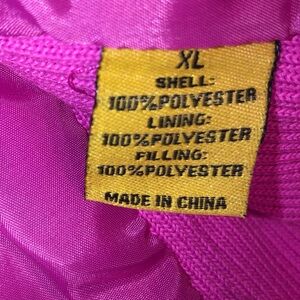 XL
SHELL:
100%POLYESTER
LINING:
100%POLYESTER
FILLING:
100%POLYESTER
MADE IN CHINA